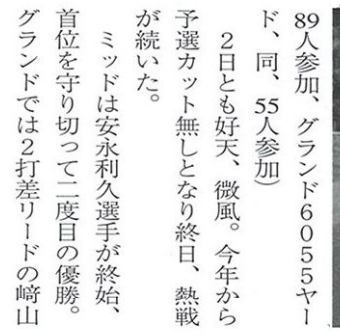 89人参加、グランド6055ヤー
ド、同、55人参加）
２日とも好天、微風。今年から
予選カット無しとなり終日、熱戦
が続いた。
ミッドは安永利久選手が終始、
首位を守り切って二度目の優勝。
グランドでは２打差リードの﨑山